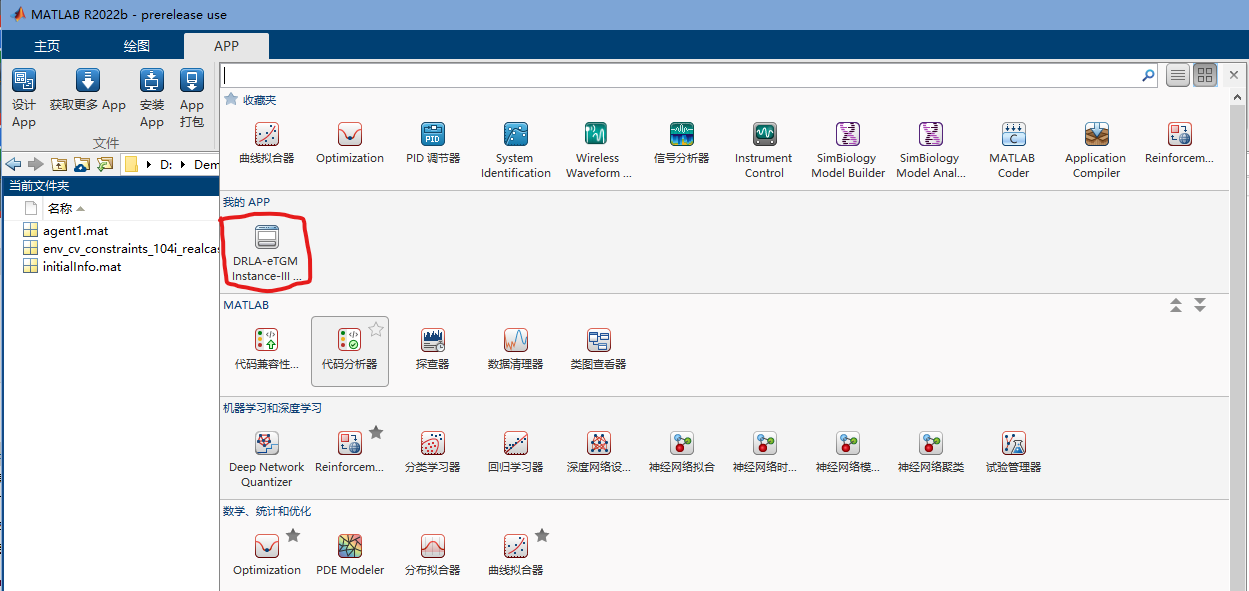 MATLAB R2022b - prerelease use
主页 绘图 APP
设计 App
获取更多 App
安装 App
App 打包
文件
收藏夹
曲线拟合器
Optimization
PID
PID 调节器
System
Identification
Wireless
Waveform ...
信号分析器
Instrument
Control
SimBiology
Model Builder
SimBiology
Model Anal...
C
MATLAB
Coder
Application
Compiler
Reinforcem...
D: Dem
当前文件夹
名称
agent1.mat
env_cv_constraints_104i_realcas
initialInfo.mat
我的 APP
DRLA-eTGM
Instance-III ...
MATLAB
代码兼容性...
代码分析器
探查器
数据清理器
类图查看器
机器学习和深度学习
Deep Network
Quantizer
Reinforcem...
分类学习器
回归学习器
深度网络设...
神经网络拟合
神经网络时...
神经网络模...
神经网络聚类
试验管理器
数学、统计和优化
Optimization
PDE Modeler
分布拟合器
曲线拟合器